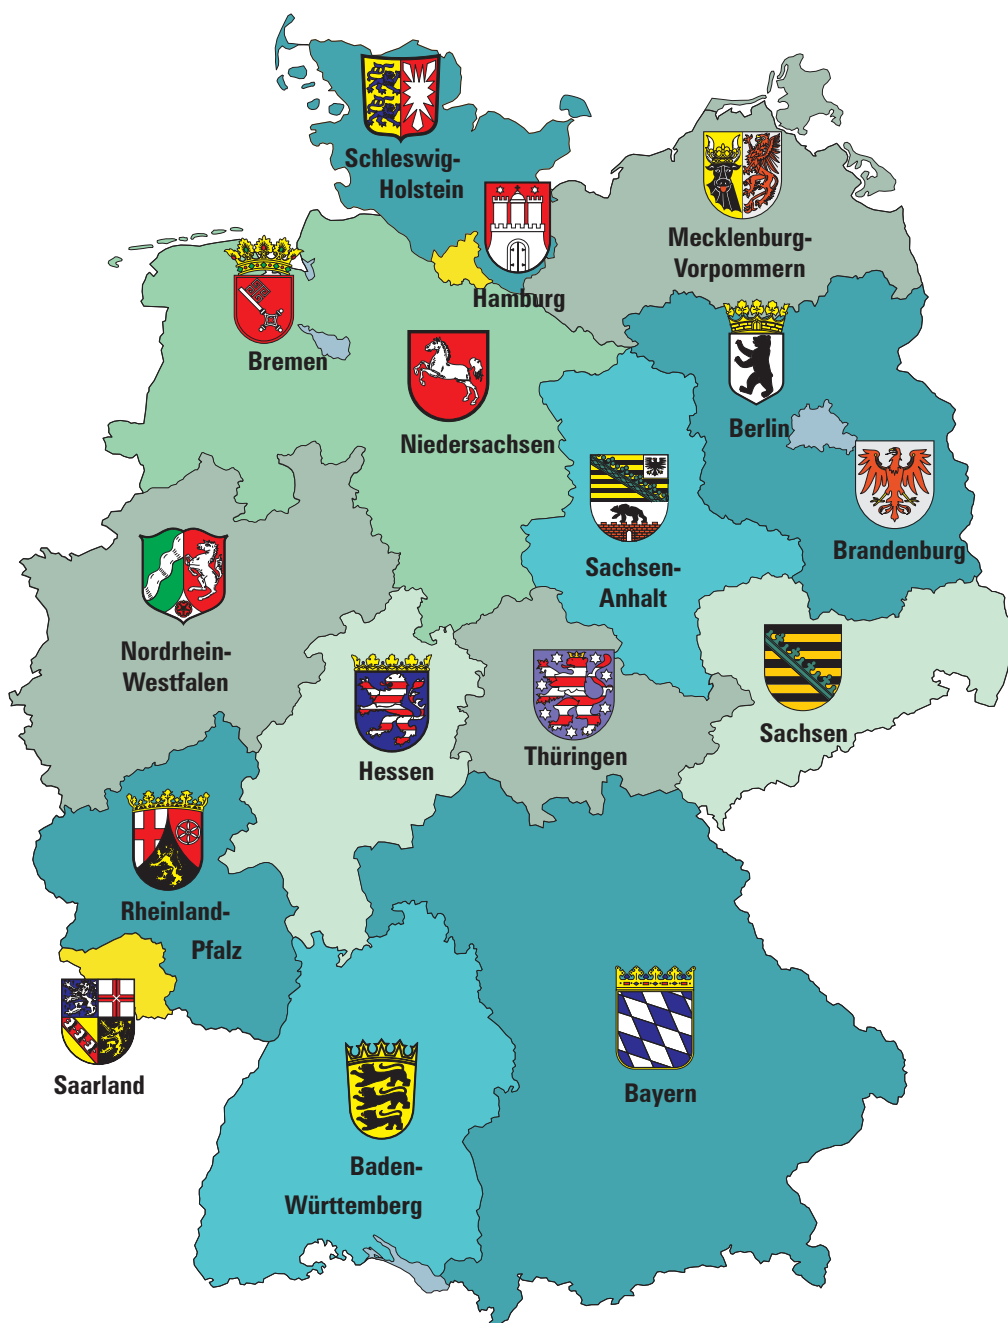 Schleswig-
Holstein
Mecklenburg-
Vorpommern
Hamburg
Bremen
Niedersachsen
Berlin
Brandenburg
Sachsen-
Anhalt
Nordrhein-
Westfalen
Hessen
Thüringen
Sachsen
Rheinland-
Pfalz
Saarland
Bayern
Baden-
Württemberg